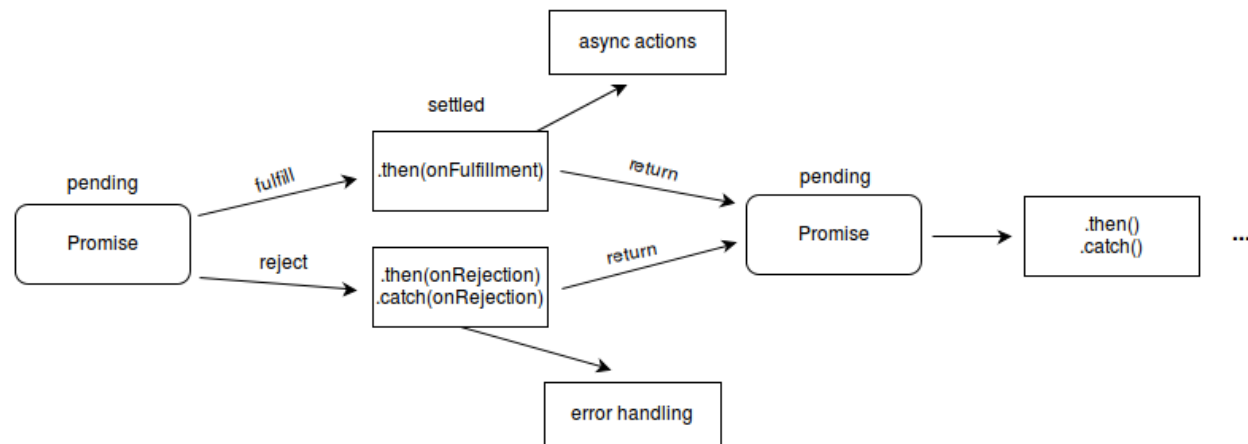 async actions
settled
.then(onFulfillment)
pending
fulfill
return
pending
Promise
reject
.then(onRejection)
.catch(onRejection)
return
Promise
.then()
.catch()
...
error handling